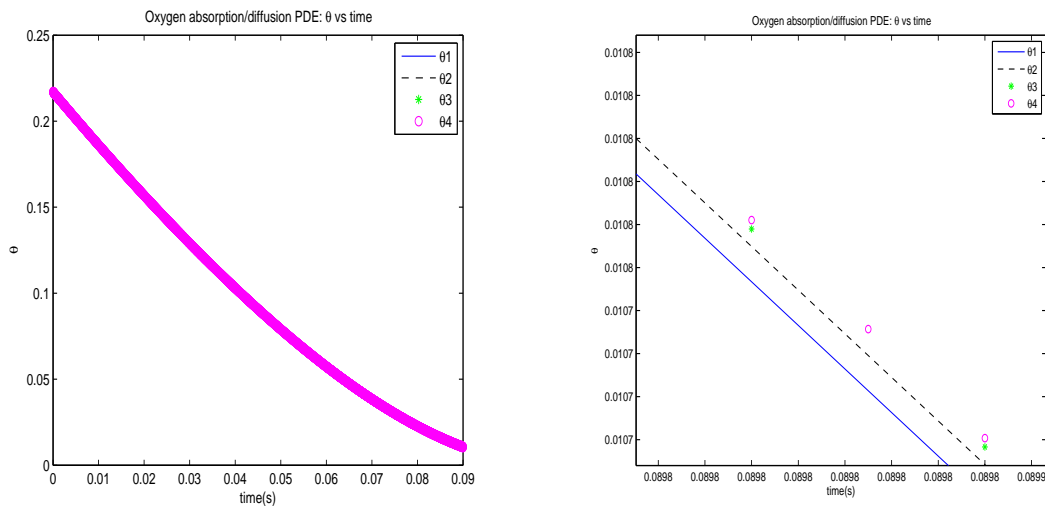 Oxygen absorption/diffusion PDE: θ vs time
0.25
0.2
0.15
0.1
0.05
0
θ
0 0.01 0.02 0.03 0.04 0.05 0.06 0.07 0.08 0.09
time(s)
θ1
θ2
θ3
θ4
Oxygen absorption/diffusion PDE: θ vs time
0.0108
0.0108
0.0108
0.0108
0.0108
0.0108
0.0107
0.0107
0.0107
0.0107
θ
0.0898 0.0898 0.0898 0.0898 0.0898 0.0898 0.0898 0.0898 0.0899
time(s)
θ1
θ2
θ3
θ4